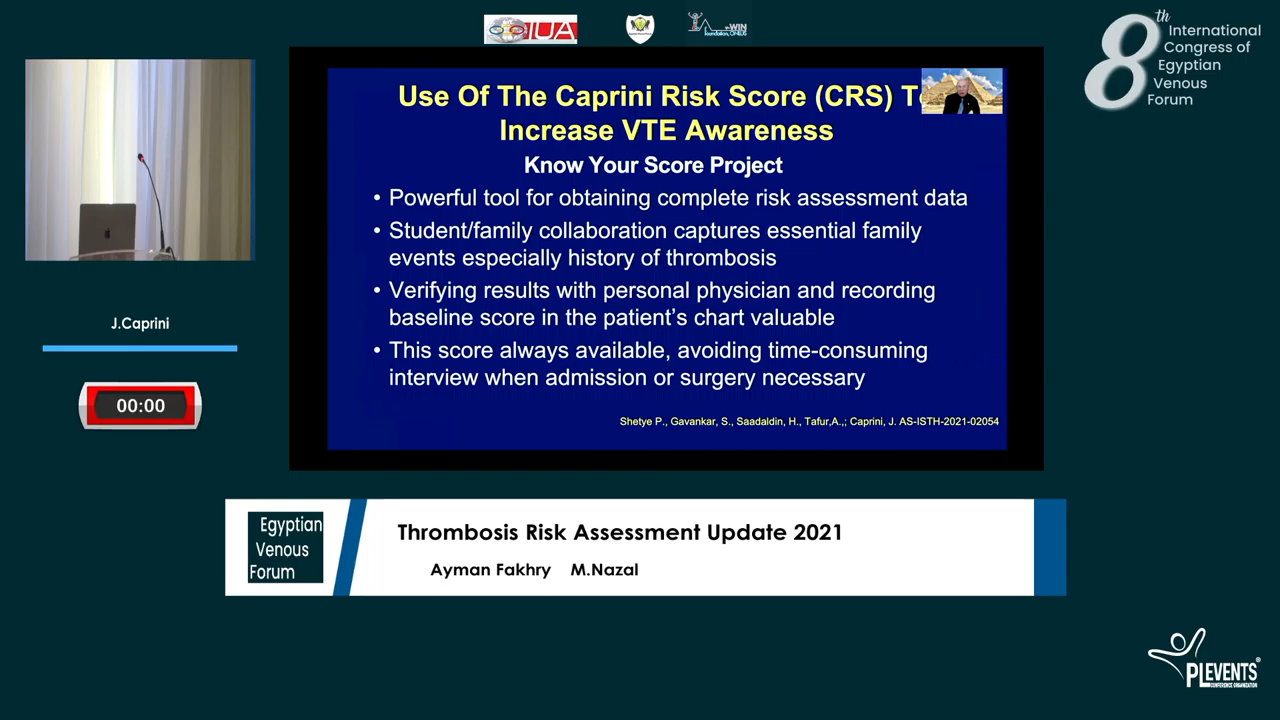 IUA
8th
International
Congress of
Egyptian
Venous
Forum
Use Of The Caprini Risk Score (CRS) T
Increase VTE Awareness
Know Your Score Project
• Powerful tool for obtaining complete risk assessment data
• Student/family collaboration captures essential family
events especially history of thrombosis
• Verifying results with personal physician and recording
baseline score in the patient's chart valuable
• This score always available, avoiding time-consuming
interview when admission or surgery necessary
Shetye P., Gavankar, S., Saadaldin, H., Tafur,A.,; Caprini, J. AS-ISTH-2021-02054
J.Caprini
00:00
Egyptian
Venous
Forum
Thrombosis Risk Assessment Update 2021
Ayman Fakhry M.Nazal
PLEVENTS®
CONFERENCE ORGANIZATION